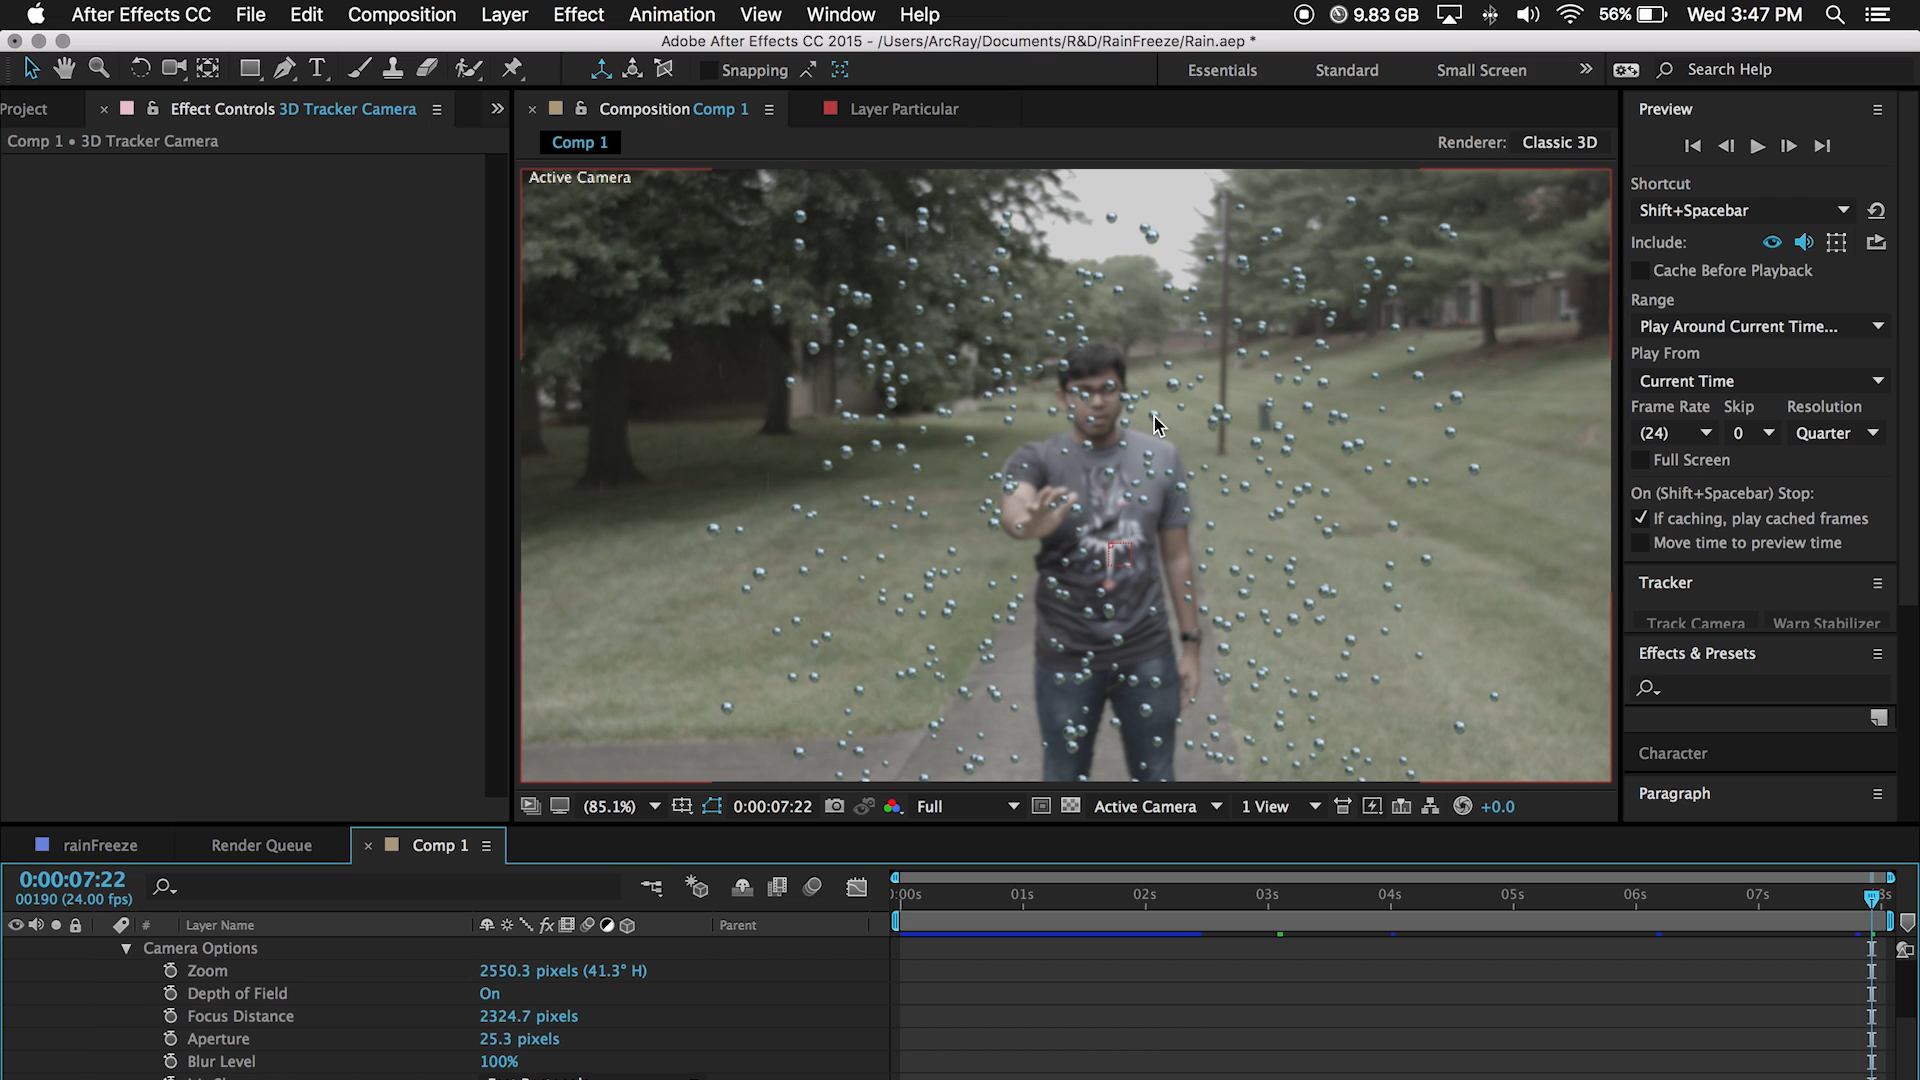 After Effects CC File Edit Composition Layer Effect Animation View Window Help 9.83 GB 56% Wed 3:47 PM
Adobe After Effects CC 2015 - /Users/ArcRay/Documents/R&D/RainFreeze/Rain.aep *
T Snapping Essentials Standard Small Screen » Search Help
Project × Effect Controls 3D Tracker Camera »
Comp 1 • 3D Tracker Camera
× Composition Comp 1 Layer Particular
Comp 1 Renderer: Classic 3D
Active Camera
Preview
Shortcut
Shift+Spacebar
Include:
Cache Before Playback
Range
Play Around Current Time...
Play From
Current Time
Frame Rate Skip Resolution
(24) 0 Quarter
Full Screen
On (Shift+Spacebar) Stop:
If caching, play cached frames
Move time to preview time
Tracker
Track Camera Warp Stabilizer
Effects & Presets
Character
Paragraph
(85.1%) 0:00:07:22 Full Active Camera 1 View +0.0
rainFreeze Render Queue × Comp 1
0:00:07:22
00190 (24.00 fps)
:00s 01s 02s 03s 04s 05s 06s 07s
# Layer Name fx Parent
Camera Options
Zoom 2550.3 pixels (41.3° H)
Depth of Field On
Focus Distance 2324.7 pixels
Aperture 25.3 pixels
Blur Level 100%